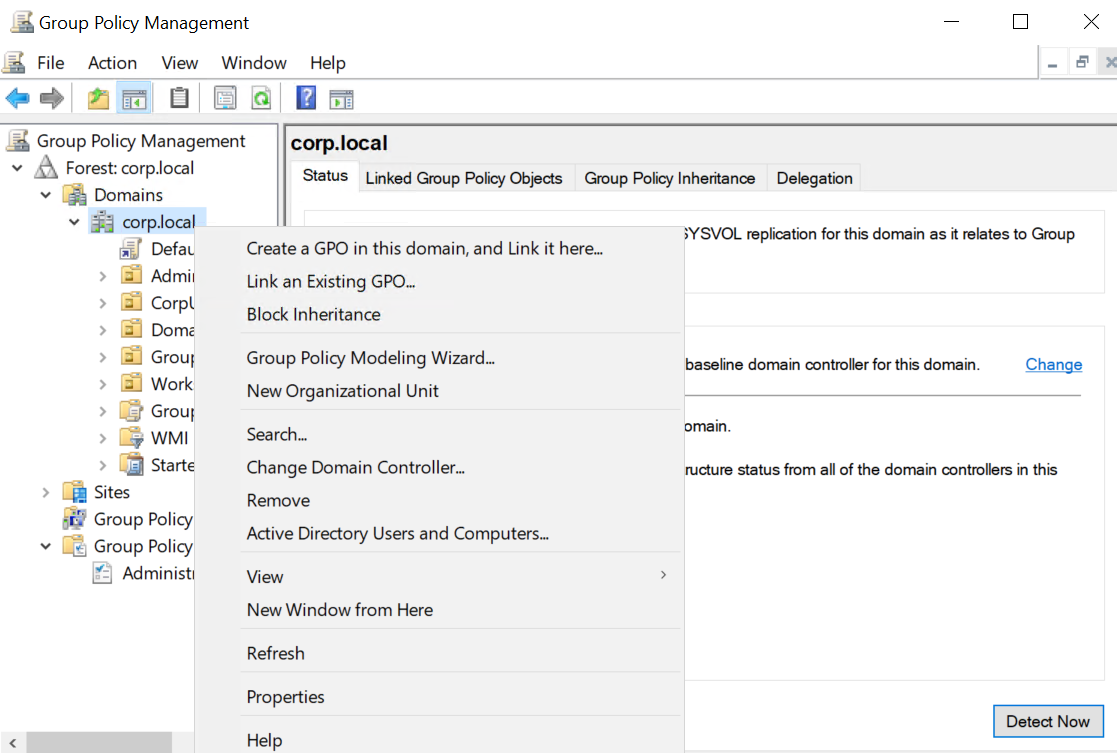 Group Policy Management
File Action View Window Help
Group Policy Management
Forest: corp.local
Domains
corp.local
Defau
Admin
CorpU
Doma
Group
Work
Group
WMI
Starte
Sites
Group Policy
Group Policy
Administ
corp.local
Status Linked Group Policy Objects Group Policy Inheritance Delegation
SYSVOL replication for this domain as it relates to Group
baseline domain controller for this domain. Change
omain.
ructure status from all of the domain controllers in this
Detect Now
Create a GPO in this domain, and Link it here...
Link an Existing GPO...
Block Inheritance
Group Policy Modeling Wizard...
New Organizational Unit
Search...
Change Domain Controller...
Remove
Active Directory Users and Computers...
View
New Window from Here
Refresh
Properties
Help